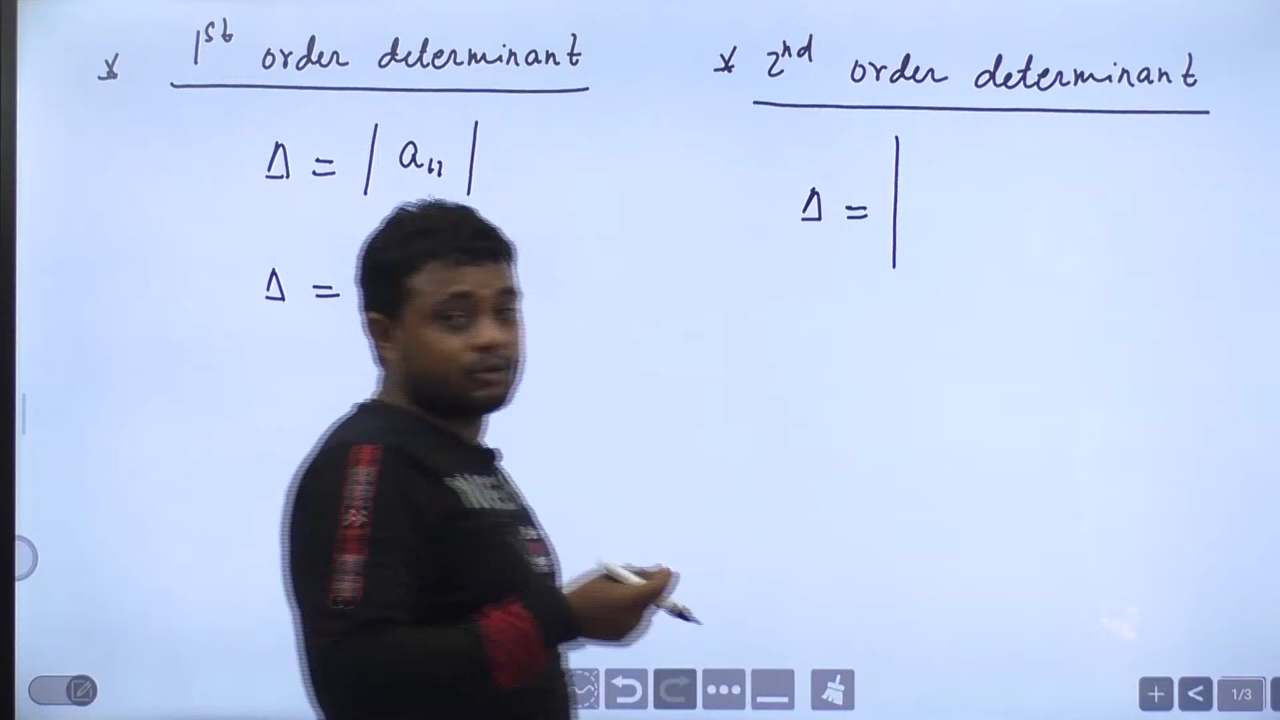 * 1st order determinant
Δ = | a11 |
Δ =
* 2nd order determinant
Δ = |
1/3